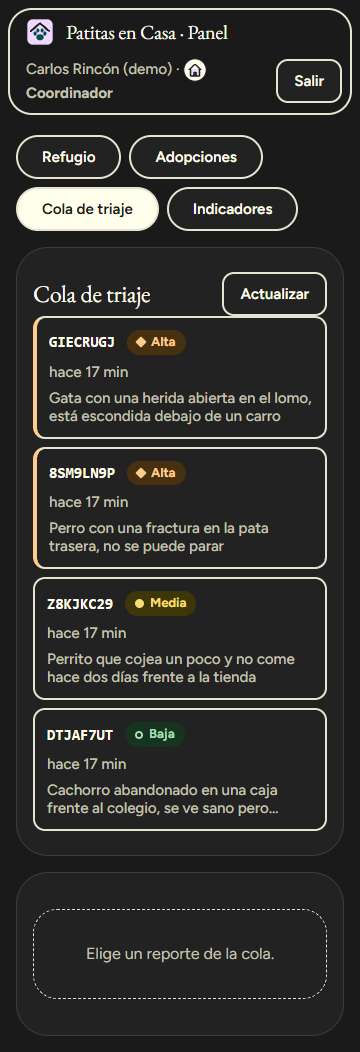 Patitas en Casa · Panel
Carlos Rincón (demo) ·
Coordinador
Salir
Refugio
Adopciones
Cola de triaje
Indicadores
Cola de triaje
Actualizar
GIECRUGJ
Alta
hace 17 min
Gata con una herida abierta en el lomo,
está escondida debajo de un carro
8SM9LN9P
Alta
hace 17 min
Perro con una fractura en la pata
trasera, no se puede parar
Z8KJKC29
Media
hace 17 min
Perrito que cojea un poco y no come
hace dos días frente a la tienda
DTJAF7UT
Baja
hace 17 min
Cachorro abandonado en una caja
frente al colegio, se ve sano pero...
Elige un reporte de la cola.